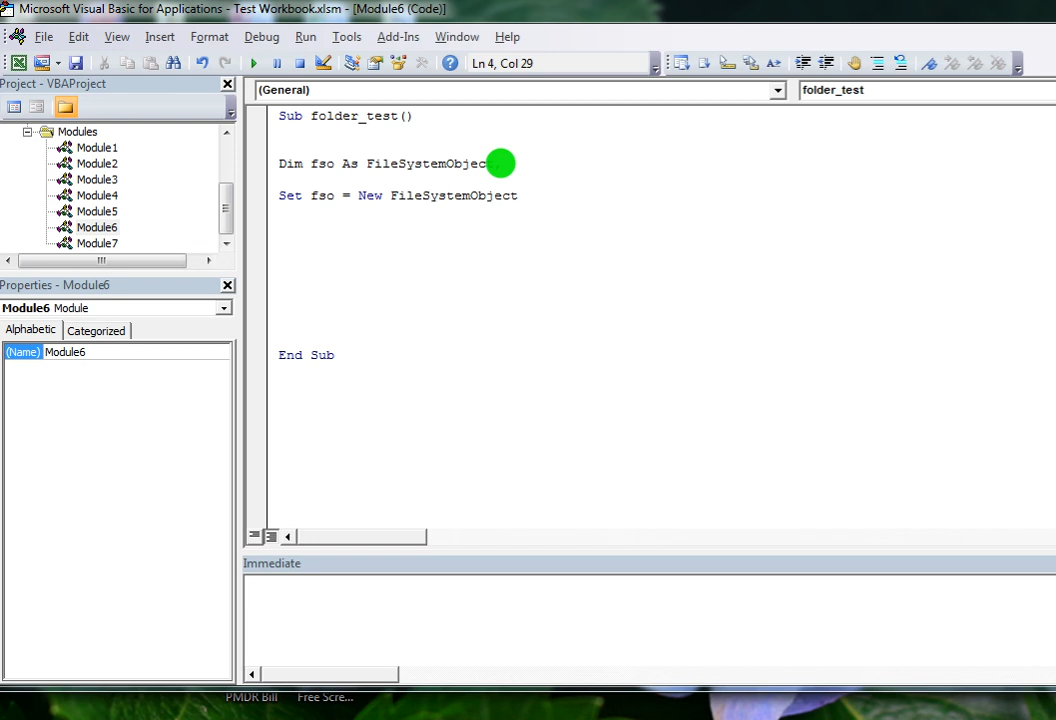 Microsoft Visual Basic for Applications - Test Workbook.xlsm - [Module6 (Code)]
File Edit View Insert Format Debug Run Tools Add-Ins Window Help
Ln 4, Col 29
Project - VBAProject
(General)
folder_test
Modules
Module1
Module2
Module3
Module4
Module5
Module6
Module7
Sub folder_test()
Dim fso As FileSystemObject
Set fso = New FileSystemObject
End Sub
Properties - Module6
Module6 Module
Alphabetic Categorized
(Name) Module6
Immediate
PMDR Bill Free Scre...